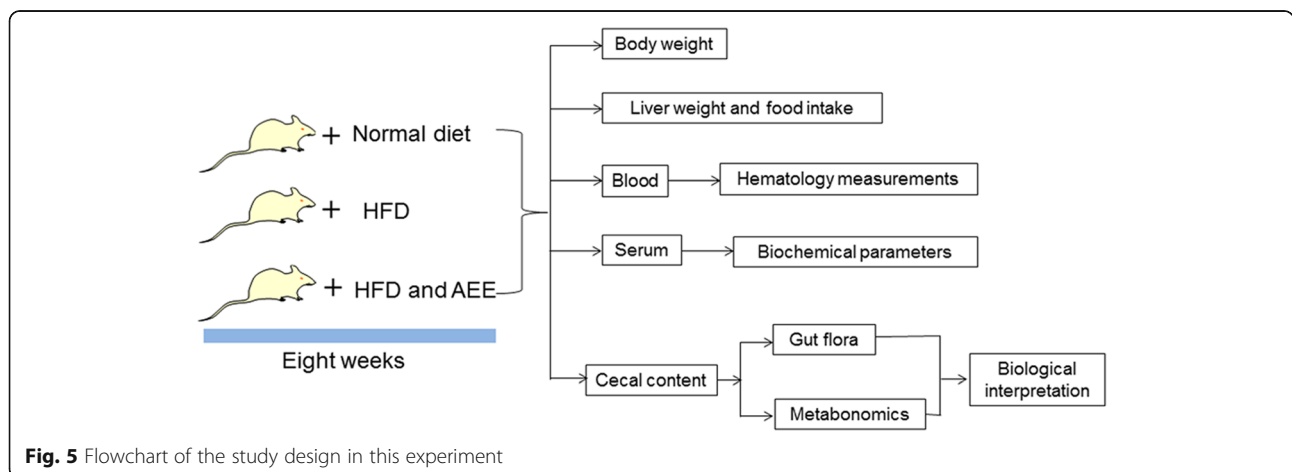 Body weight
Liver weight and food intake
+ Normal diet
Blood
Hematology measurements
+ HFD
Serum
Biochemical parameters
+ HFD and AEE
Eight weeks
Gut flora
Cecal content
Biological
interpretation
Metabonomics
Fig. 5 Flowchart of the study design in this experiment